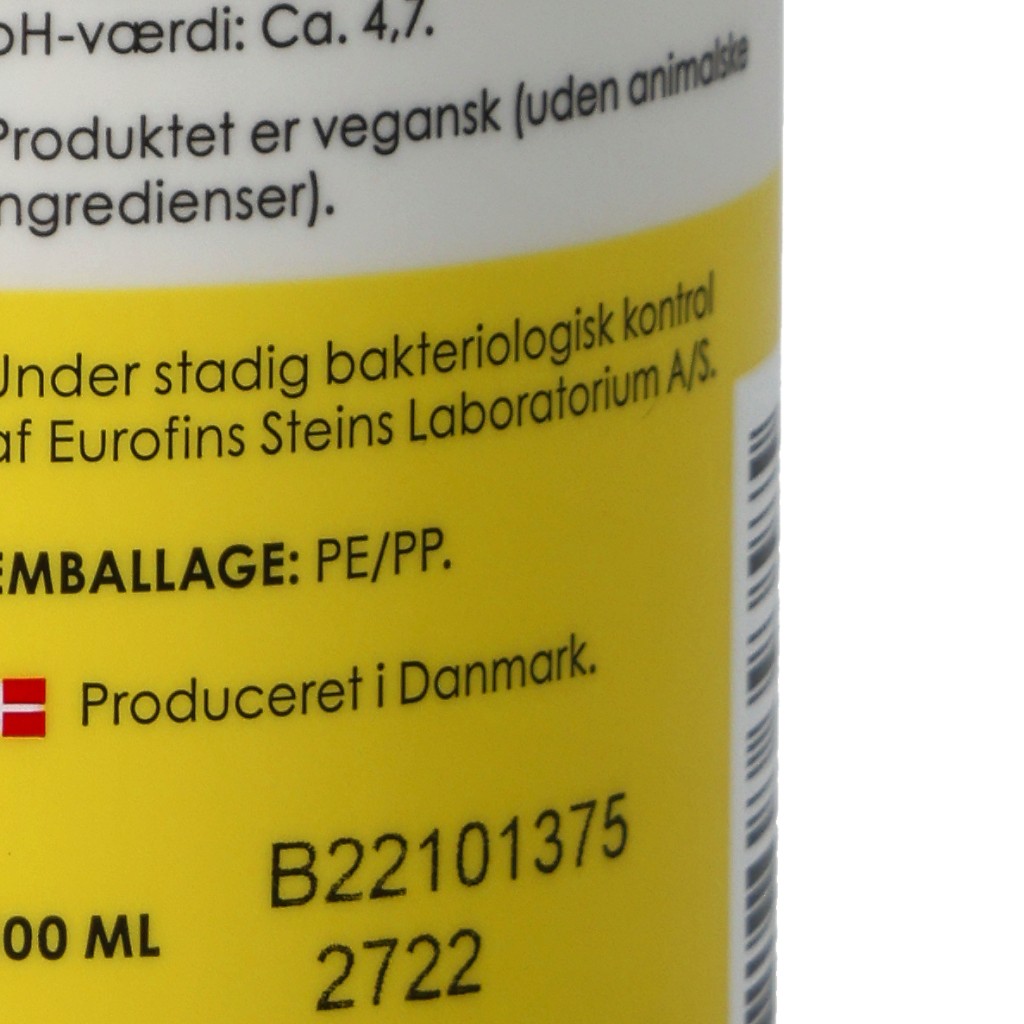 pH-værdi: Ca. 4,7.
Produktet er vegansk (uden animalske
ingredienser).
Under stadig bakteriologisk kontrol
af Eurofins Steins Laboratorium A/S.
EMBALLAGE: PE/PP.
Produceret i Danmark.
B22101375
00 ML
2722